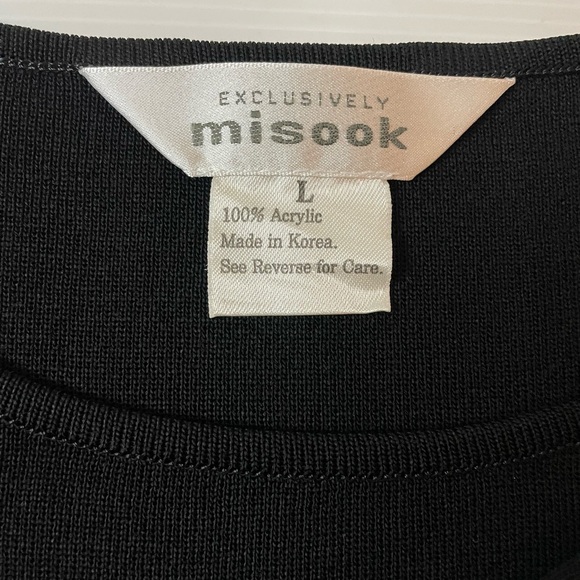 EXCLUSIVELY
misook
L
100% Acrylic
Made in Korea.
See Reverse for Care.